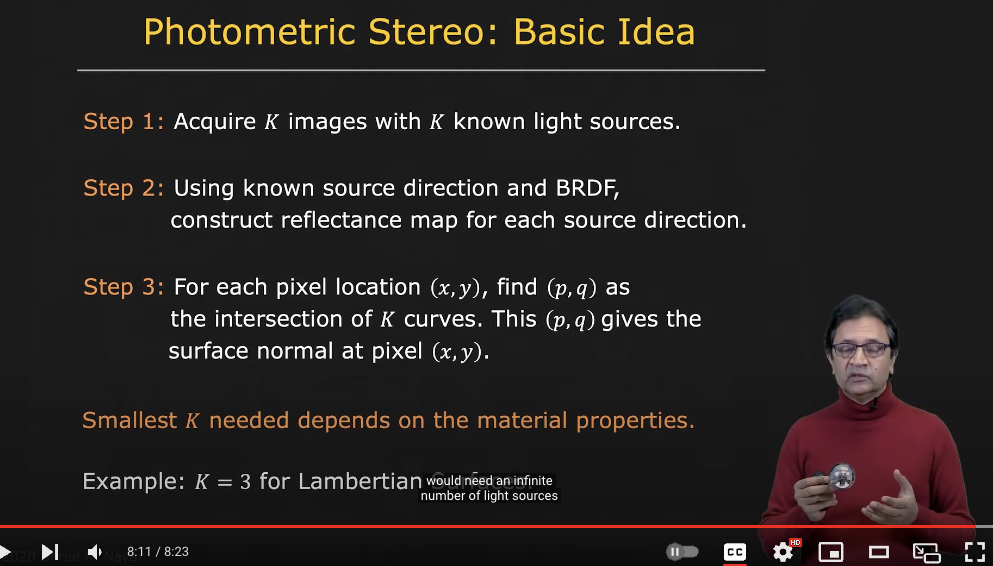 Photometric Stereo: Basic Idea
Step 1: Acquire K images with K known light sources.
Step 2: Using known source direction and BRDF,
construct reflectance map for each source direction.
Step 3: For each pixel location (x, y), find (p, q) as
the intersection of K curves. This (p, q) gives the
surface normal at pixel (x, y).
Smallest K needed depends on the material properties.
Example: K = 3 for Lambertian
would need an infinite
number of light sources
8:11 / 8:23
CC
HD